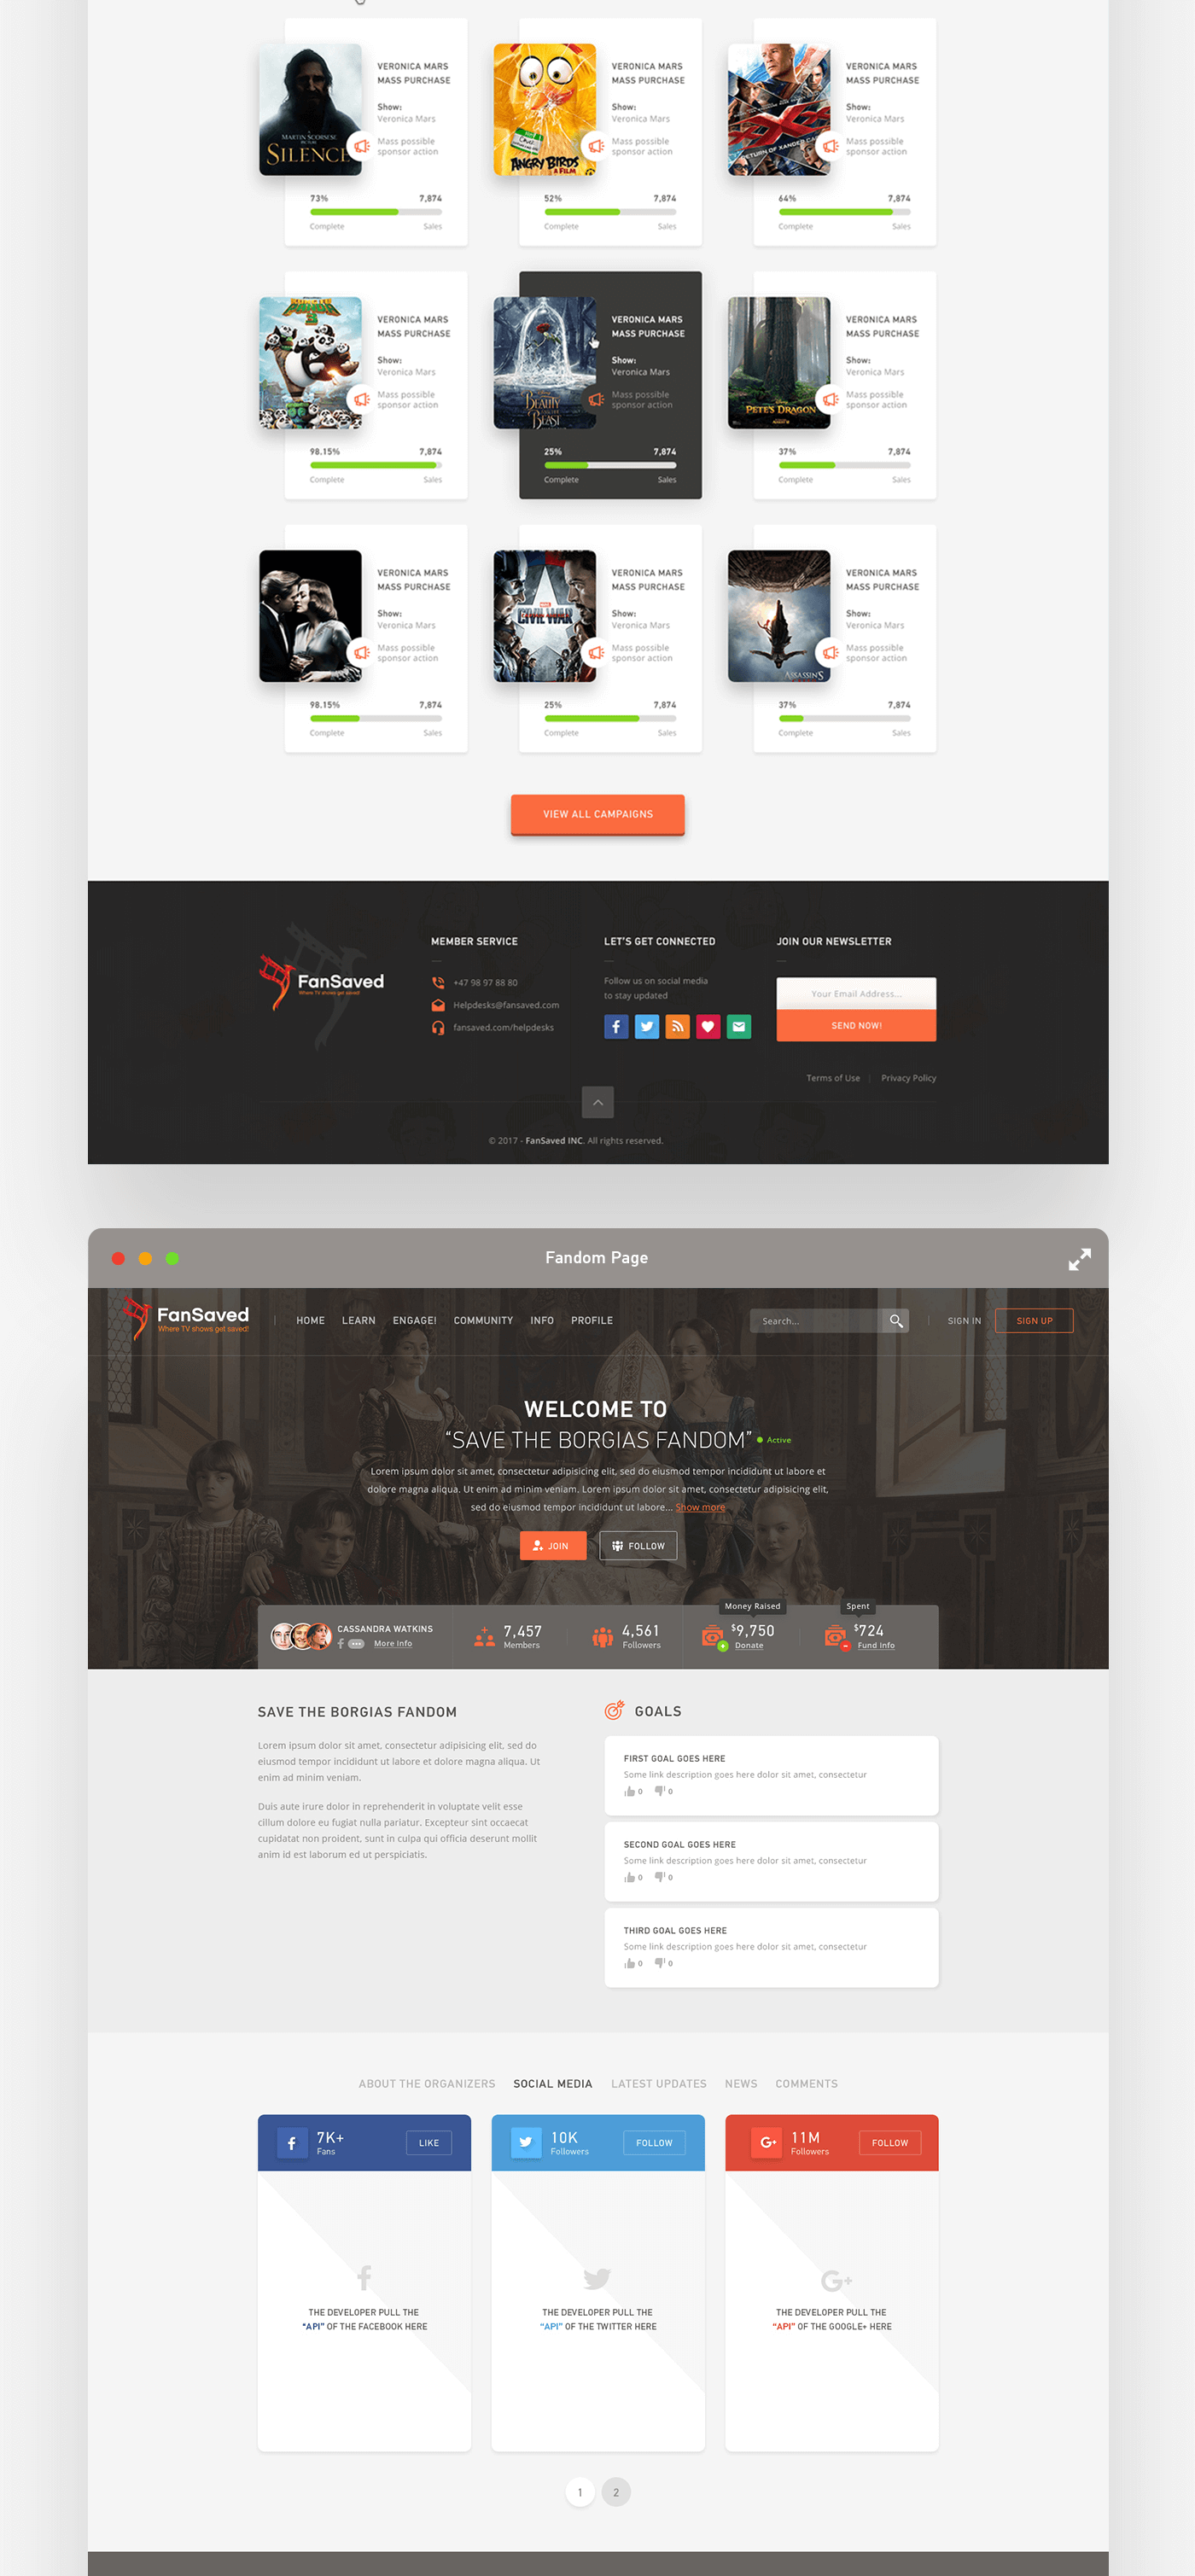 VERONICA MARS
MASS PURCHASE
Show:
Veronica Mars
Mass possible
sponsor action
MARTIN SCORSESE
SILENCE
73%
7,874
Complete
Sales
VERONICA MARS
MASS PURCHASE
Show:
Veronica Mars
Mass possible
sponsor action
ANGRY BIRDS
A FILM
52%
7,874
Complete
Sales
VERONICA MARS
MASS PURCHASE
Show:
Veronica Mars
Mass possible
sponsor action
RETURN OF XANDER CAGE
64%
7,874
Complete
Sales
VERONICA MARS
MASS PURCHASE
Show:
Veronica Mars
Mass possible
sponsor action
98.15%
7,874
Complete
Sales
VERONICA MARS
MASS PURCHASE
Show:
Veronica Mars
Mass possible
sponsor action
BEAUTY
BEAST
25%
7,874
Complete
Sales
VERONICA MARS
MASS PURCHASE
Show:
Veronica Mars
Mass possible
sponsor action
PETE'S DRAGON
37%
7,874
Complete
Sales
VERONICA MARS
MASS PURCHASE
Show:
Veronica Mars
Mass possible
sponsor action
98.15%
7,874
Complete
Sales
VERONICA MARS
MASS PURCHASE
Show:
Veronica Mars
Mass possible
sponsor action
MARVEL
CIVIL WAR
25%
7,874
Complete
Sales
VERONICA MARS
MASS PURCHASE
Show:
Veronica Mars
Mass possible
sponsor action
ASSASSIN'S
37%
7,874
Complete
Sales
VIEW ALL CAMPAIGNS
FanSaved
Where TV shows get saved!
MEMBER SERVICE
+47 98 97 88 80
Helpdesks@fansaved.com
fansaved.com/helpdesks
LET'S GET CONNECTED
Follow us on social media
to stay updated
JOIN OUR NEWSLETTER
Your Email Address...
SEND NOW!
Terms of Use | Privacy Policy
© 2017 - FanSaved INC. All rights reserved.
Fandom Page
FanSaved
Where TV shows get saved!
HOME LEARN ENGAGE! COMMUNITY INFO PROFILE
Search...
SIGN IN
SIGN UP
WELCOME TO
“SAVE THE BORGIAS FANDOM”
Active
Lorem ipsum dolor sit amet, consectetur adipisicing elit, sed do eiusmod tempor incididunt ut labore et
dolore magna aliqua. Ut enim ad minim veniam. Lorem ipsum dolor sit amet, consectetur adipisicing elit,
sed do eiusmod tempor incididunt ut labore... Show more
JOIN
FOLLOW
CASSANDRA WATKINS
More Info
7,457
Members
4,561
Followers
Money Raised
$9,750
Donate
Spent
$724
Fund Info
SAVE THE BORGIAS FANDOM
Lorem ipsum dolor sit amet, consectetur adipisicing elit, sed do
eiusmod tempor incididunt ut labore et dolore magna aliqua. Ut
enim ad minim veniam.
Duis aute irure dolor in reprehenderit in voluptate velit esse
cillum dolore eu fugiat nulla pariatur. Excepteur sint occaecat
cupidatat non proident, sunt in culpa qui officia deserunt mollit
anim id est laborum ed ut perspiciatis.
GOALS
FIRST GOAL GOES HERE
Some link description goes here dolor sit amet, consectetur
0 0
SECOND GOAL GOES HERE
Some link description goes here dolor sit amet, consectetur
0 0
THIRD GOAL GOES HERE
Some link description goes here dolor sit amet, consectetur
0 0
ABOUT THE ORGANIZERS SOCIAL MEDIA LATEST UPDATES NEWS COMMENTS
7K+
Fans
LIKE
THE DEVELOPER PULL THE
“API” OF THE FACEBOOK HERE
10K
Followers
FOLLOW
THE DEVELOPER PULL THE
“API” OF THE TWITTER HERE
G+
11M
Followers
FOLLOW
G+
THE DEVELOPER PULL THE
“API” OF THE GOOGLE+ HERE
1 2